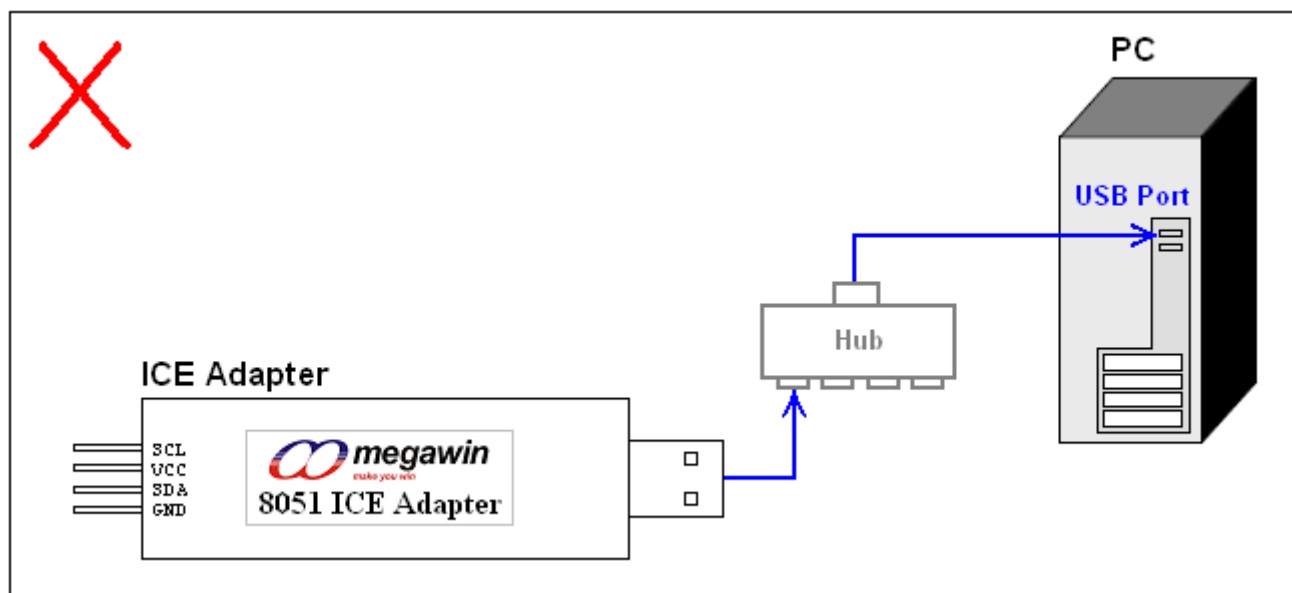 PC
USB Port
Hub
ICE Adapter
SCL
VCC
SDA
GND
megawin
make you win
8051 ICE Adapter